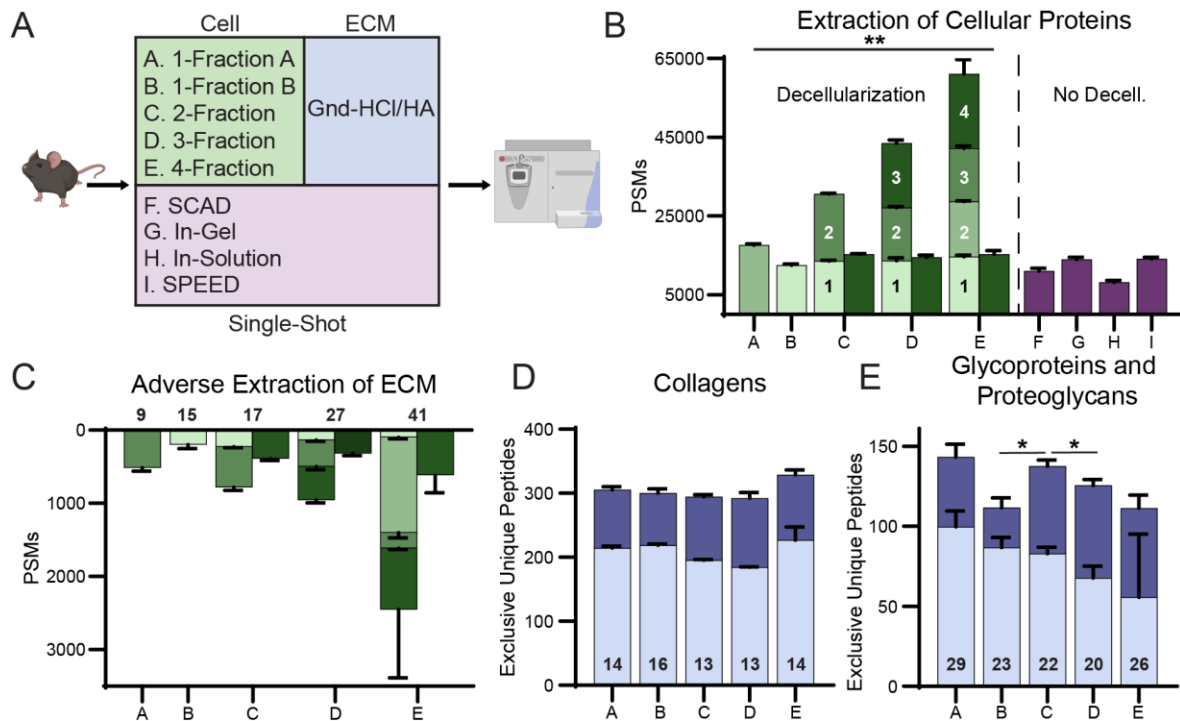 A
Cell
ECM
A. 1-Fraction A
B. 1-Fraction B
C. 2-Fraction
D. 3-Fraction
E. 4-Fraction
Gnd-HCl/HA
F. SCAD
G. In-Gel
H. In-Solution
I. SPEED
Single-Shot
B
Extraction of Cellular Proteins
**
Decellularization
No Decell.
PSMs
65000
45000
25000
5000
1
2
1
2
3
1
2
3
4
A B C D E F G H I
C
Adverse Extraction of ECM
9 15 17 27 41
PSMs
0
1000
2000
3000
A B C D E
D
Collagens
Exclusive Unique Peptides
400
300
200
100
0
14 16 13 13 14
A B C D E
E
Glycoproteins and
Proteoglycans
Exclusive Unique Peptides
150
100
50
0
* *
29 23 22 20 26
A B C D E